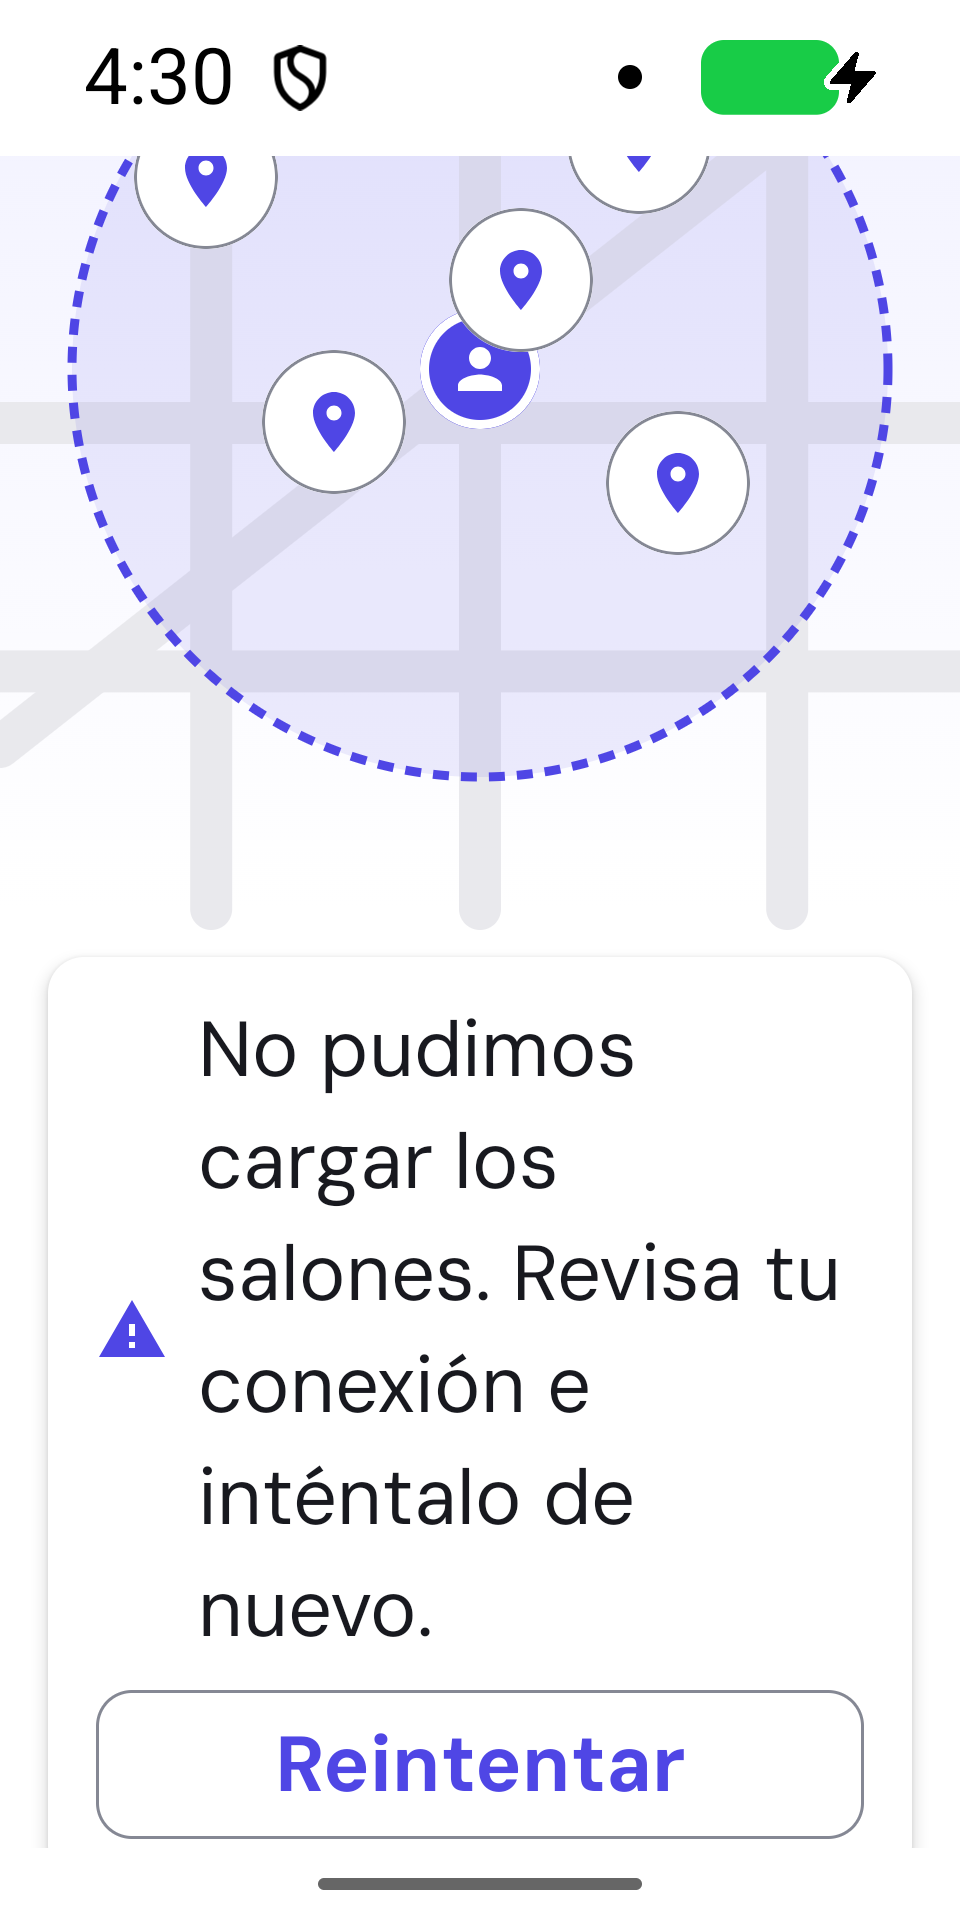 4:30
No pudimos
cargar los
salones. Revisa tu
conexión e
inténtalo de
nuevo.
Reintentar